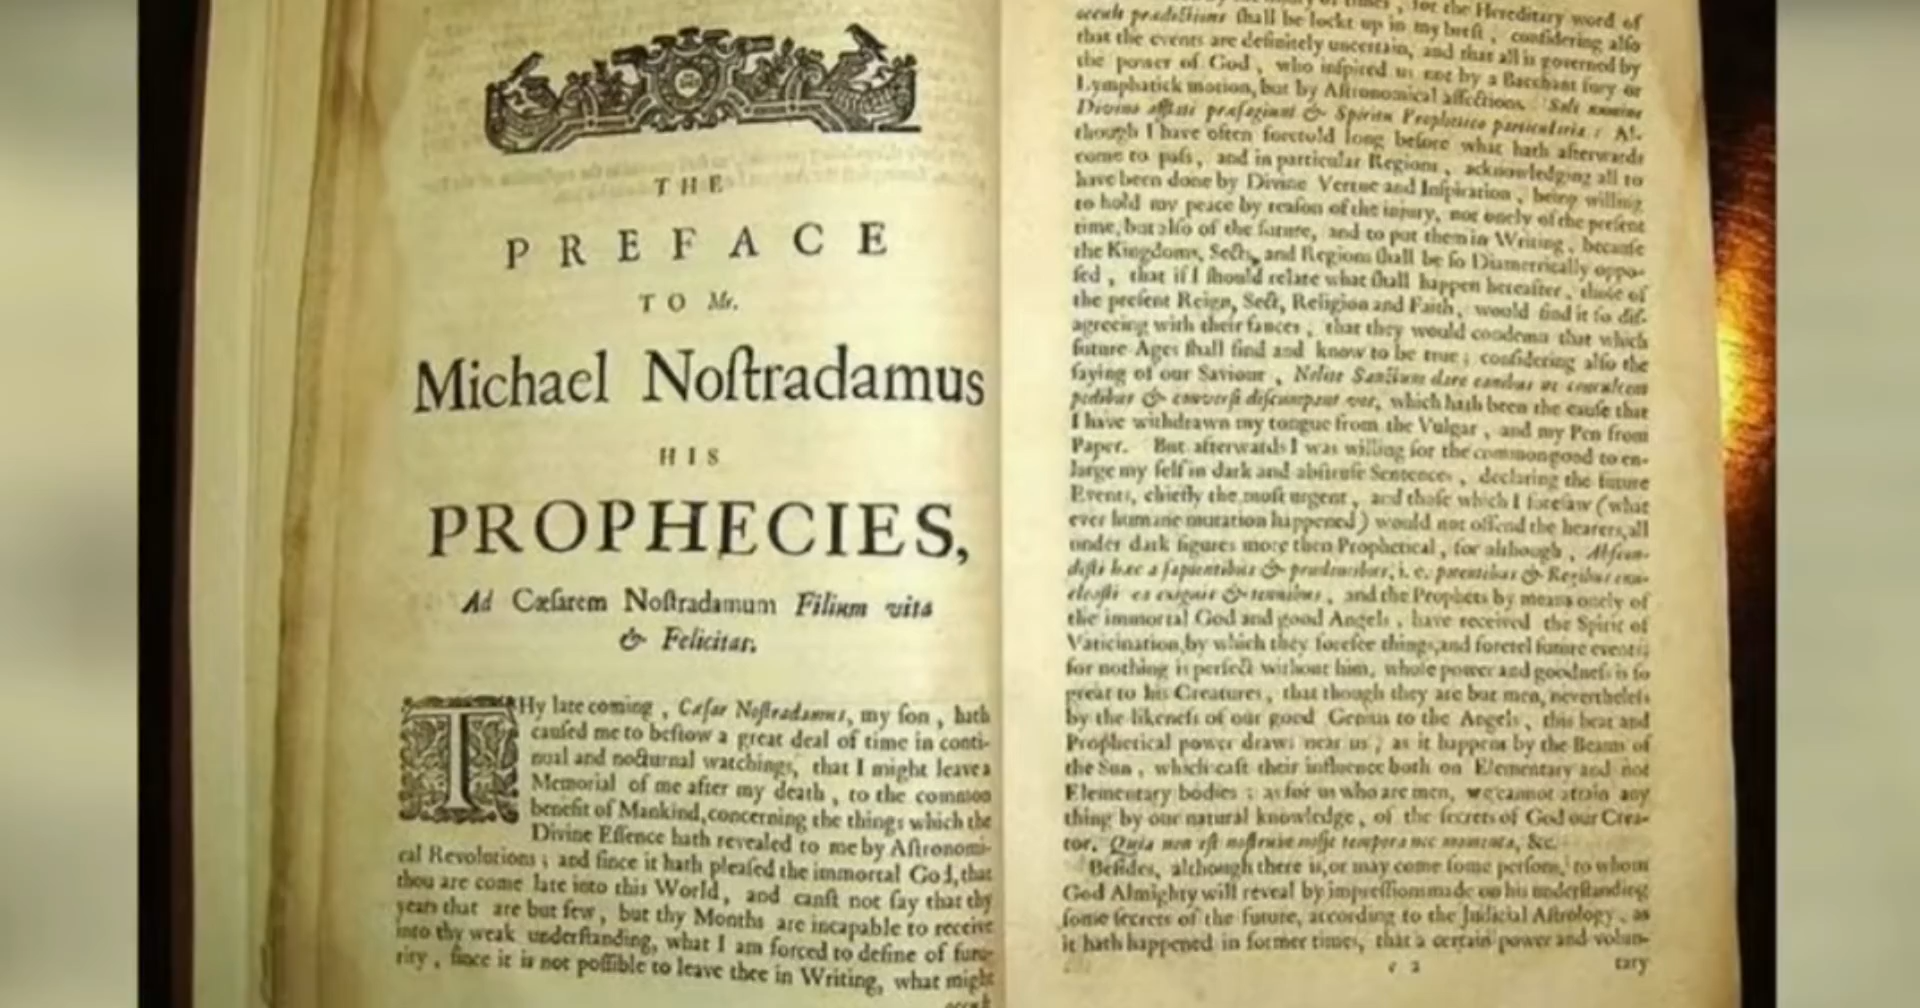 THE
PREFACE
TO Mr.
Michael Noſtradamus
HIS
PROPHECIES,
Ad Cæſarem Noſtradamum Filium vita
& Felicitas.
THy late coming, Cæſar Noſtradamus, my ſon, hath
cauſed me to beſtow a great deal of time in conti-
nual and nocturnal watchings, that I might leave a
Memorial of me after my death, to the common
benefit of Mankind, concerning the things which the
Divine Eſſence hath revealed to me by Aſtronomi-
cal Revolutions; and ſince it hath pleaſed the immortal God, that
thou are come late into this World, and canſt not ſay that thy
years that are but few, but thy Months are incapable to receive
into thy weak underſtanding, what I am forced to define of futu-
rity, ſince it is not poſſible to leave thee in Writing, what might
for the Hereditary word of
occult prædictions ſhall be lockt up in my breſt, conſidering alſo
that the events are definitely uncertain, and that all is governed by
the power of God, who inſpired us not by a Bacchant fury or
Lymphatick motion, but by Aſtronomical aſſections. Soli numine
Divino afflati præſagiunt & Spiritu Prophetico particularia: Al-
though I have often foretold long before what hath afterwards
come to paſs, and in particular Regions, acknowledging all to
have been done by Divine Vertue and Inſpiration, being willing
to hold my peace by reaſon of the injury, not onely of the preſent
time, but alſo of the future, and to put them in Writing, becauſe
the Kingdoms, Sects, and Regions ſhall be ſo Diametrically oppo-
ſed, that if I ſhould relate what ſhall happen hereafter, thoſe of
the preſent Reign, Sect, Religion and Faith, would find it ſo diſ-
agreeing with their fances, that they would condemn that which
future Ages ſhall find and know to be true; conſidering alſo the
ſaying of our Saviour, Nolite Sanctum dare canibus ne conculcent
pedibus & converſi diſrumpant vos, which hath been the cauſe that
I have withdrawn my tongue from the Vulgar, and my Pen from
Paper. But afterwards I was willing for the common good to en-
large my ſelf in dark and abſtruſe Sentences, declaring the future
Events, chiefly the moſt urgent, and thoſe which I foreſaw (what
ever humane mutation happened) would not offend the hearers, all
under dark figures more then Prophetical, for although, Abſcon-
diſti hæc a ſapientibus & prudentibus, i. e. potentibus & Regibus enu-
cleaſti ea exiguis & tenuibus, and the Prophets by means onely of
the immortal God and good Angels, have received the Spirit of
Vaticination, by which they foreſee things, and foretel future events;
for nothing is perfect without him, whole power and goodneſs is ſo
great to his Creatures, that though they are but men, nevertheleſs
by the likeneſs of our good Genius to the Angels, this heat and
Prophetical power draws near us, as it happens by the Beams of
the Sun, which caſt their influence both on Elementary and not
Elementary bodies; as for us who are men, we cannot atrain any
thing by our natural knowledge, of the ſecrets of God our Crea-
tor. Quia non eſt noſtrum noſſe tempora nec momenta, &c.
Beſides, although there is, or may come ſome perſons, to whom
God Almighty will reveal by impreſſions made on his underſtanding
ſome ſecrets of the future, according to the Judicial Aſtrology, as
it hath happened in former times, that a certain power and volun-
c 2 tary